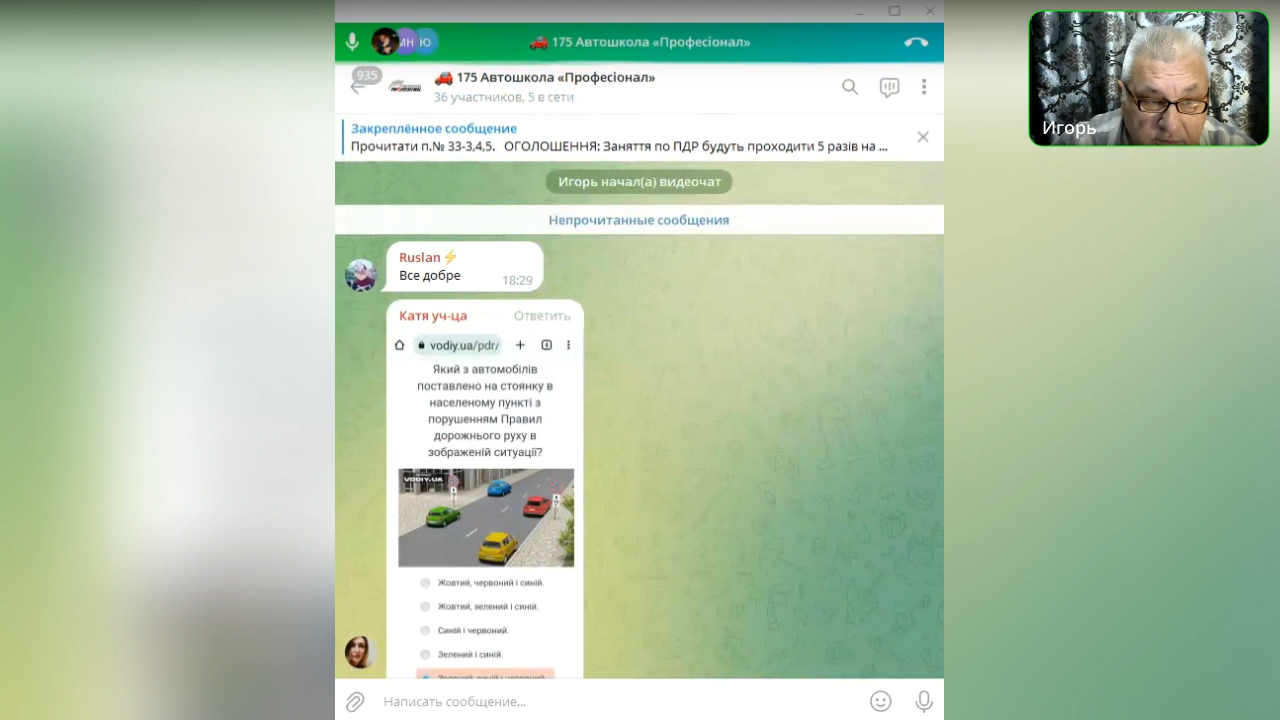 МН Ю
🚗 175 Автошкола «Професіонал»
935
🚗 175 Автошкола «Професіонал»
36 участников, 5 в сети
Закреплённое сообщение
Прочитати п.№ 33-3,4,5. ОГОЛОШЕННЯ: Заняття по ПДР будуть проходити 5 разів на ...
Игорь
Игорь начал(а) видеочат
Непрочитанные сообщения
Ruslan⚡
Все добре
18:29
Катя уч-ца
Ответить
vodiy.ua/pdr/
Який з автомобілів
поставлено на стоянку в
населеному пункті з
порушенням Правил
дорожнього руху в
зображеній ситуації?
VODIY.UA
Жовтий, червоний і синій.
Жовтий, зелений і синій.
Синій і червоний.
Зелений і синій.
Написать сообщение...